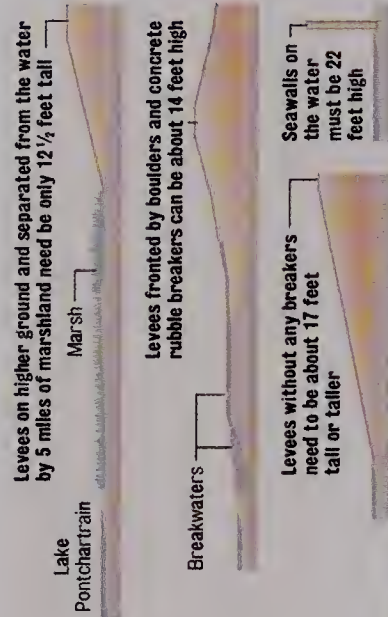 Levees on higher ground and separated from the water
by 5 miles of marshland need be only 12 ½ feet tall
Lake
Pontchartrain
Marsh
Levees fronted by boulders and concrete
rubble breakers can be about 14 feet high
Breakwaters
Levees without any breakers
need to be about 17 feet
tall or taller
Seawalls on
the water
must be 22
feet high